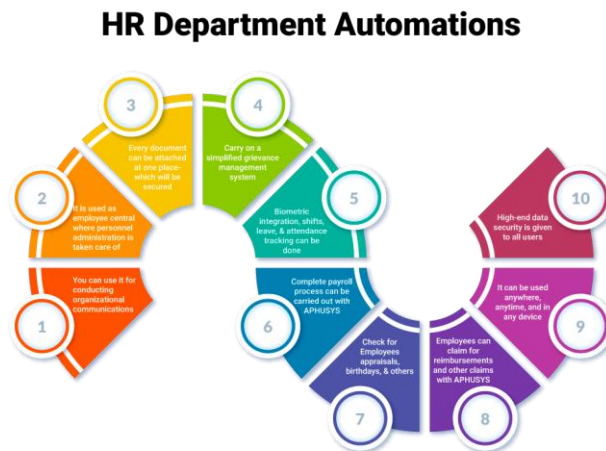 HR Department Automations
1
You can use it for
conducting
organizational
communications
2
It is used as
employee central
where personnel
administration is
taken care of
3
Every document
can be attached
at one place-
which will be
secured
4
Carry on a
simplified grievance
management
system
5
Biometric
integration, shifts,
leave, & attendance
tracking can be
done
6
Complete payroll
process can be
carried out with
APHUSYS
7
Check for
Employees
appraisals,
birthdays, & others
8
Employees can
claim for
reimbursements
and other claims
with APHUSYS
9
It can be used
anywhere,
anytime, and in
any device
10
High-end data
security is given
to all users